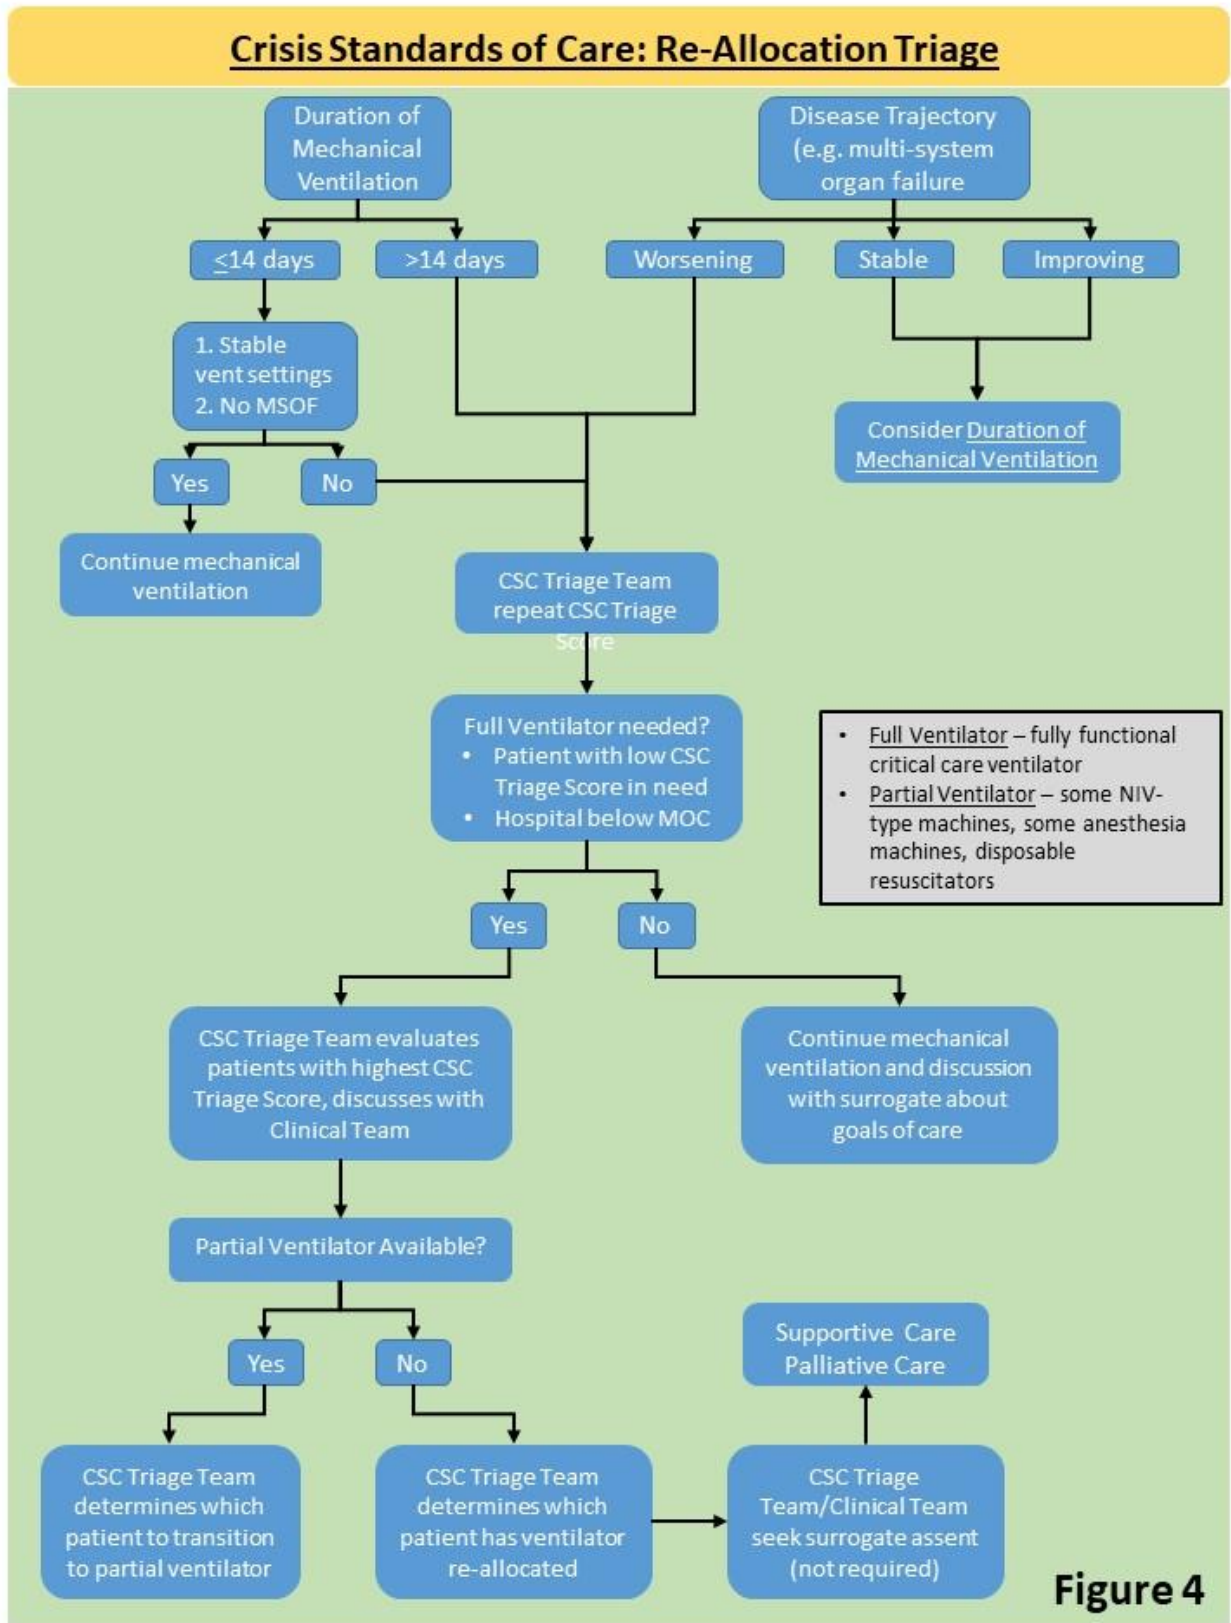 Crisis Standards of Care: Re-Allocation Triage
Duration of
Mechanical
Ventilation
Disease Trajectory
(e.g. multi-system
organ failure
≤14 days
>14 days
Worsening
Stable
Improving
1. Stable
vent settings
2. No MSOF
Consider Duration of
Mechanical Ventilation
Yes
No
Continue mechanical
ventilation
CSC Triage Team
repeat CSC Triage
Score
Full Ventilator needed?
• Patient with low CSC
Triage Score in need
• Hospital below MOC
• Full Ventilator – fully functional
critical care ventilator
• Partial Ventilator – some NIV-
type machines, some anesthesia
machines, disposable
resuscitators
Yes
No
CSC Triage Team evaluates
patients with highest CSC
Triage Score, discusses with
Clinical Team
Continue mechanical
ventilation and discussion
with surrogate about
goals of care
Partial Ventilator Available?
Yes
No
Supportive Care
Palliative Care
CSC Triage Team
determines which
patient to transition
to partial ventilator
CSC Triage Team
determines which
patient has ventilator
re-allocated
CSC Triage
Team/Clinical Team
seek surrogate assent
(not required)
Figure 4